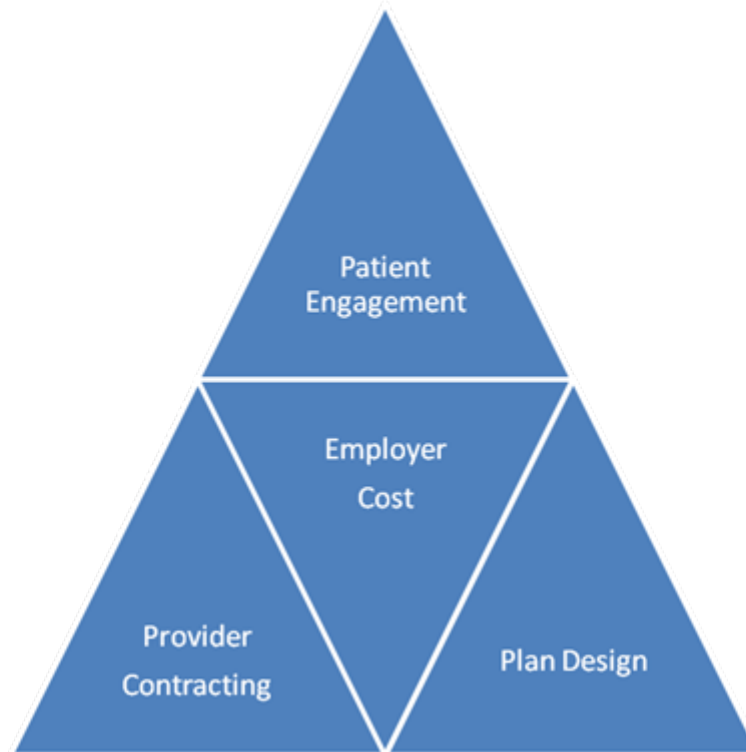 Patient
Engagement
Employer
Cost
Provider
Contracting
Plan Design